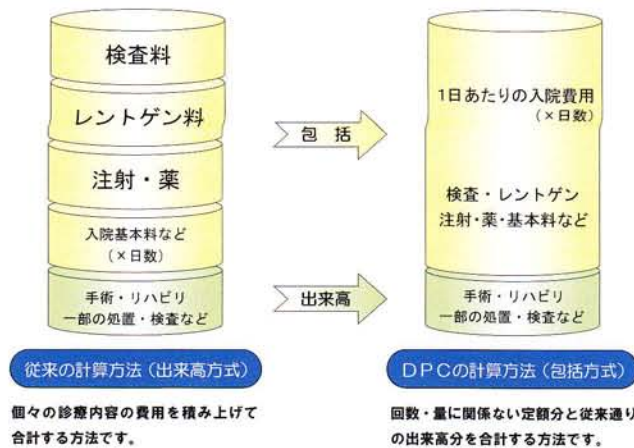 検査料
レントゲン料
注射・薬
入院基本料など
(×日数)
手術・リハビリ
一部の処置・検査など
包 括
出来高
1日あたりの入院費用
(×日数)
検査・レントゲン
注射・薬・基本料など
手術・リハビリ
一部の処置・検査など
従来の計算方法(出来高方式)
個々の診療内容の費用を積み上げて
合計する方法です。
DPCの計算方法(包括方式)
回数・量に関係ない定額分と従来通り
の出来高分を合計する方法です。